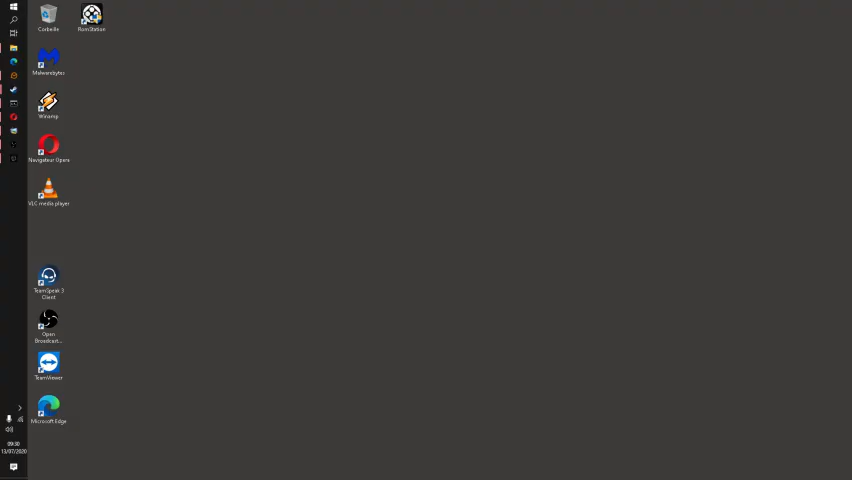 Corbeille
RomStation
Malwarebytes
Winamp
Navigateur Opera
VLC media player
TeamSpeak 3
Client
Open
Broadcast...
TeamViewer
Microsoft Edge
09:30
13/07/2020